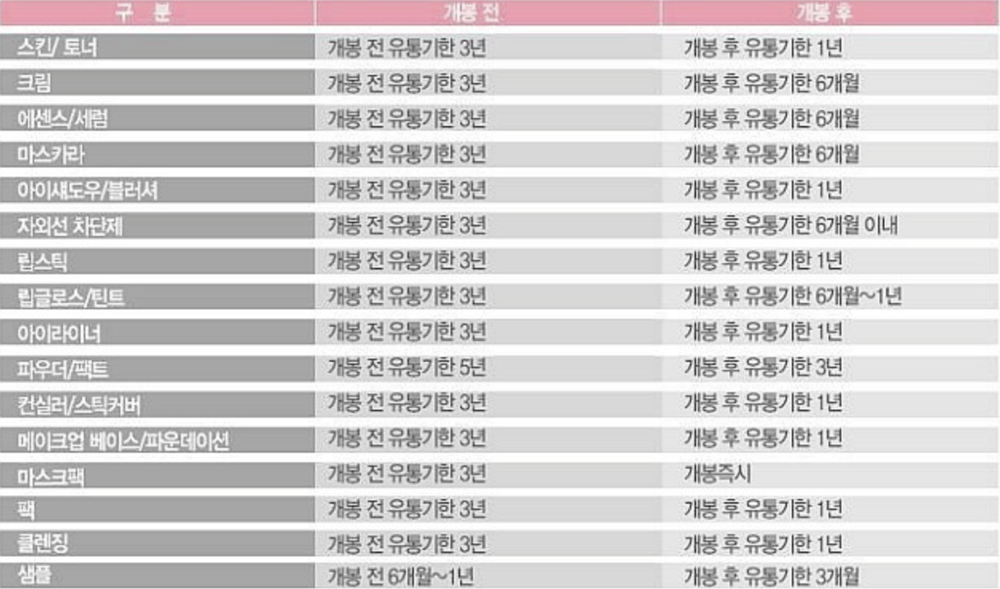 구 분 개봉 전 개봉 후
스킨/ 토너 개봉 전 유통기한 3년 개봉 후 유통기한 1년
크림 개봉 전 유통기한 3년 개봉 후 유통기한 6개월
에센스/세럼 개봉 전 유통기한 3년 개봉 후 유통기한 6개월
마스카라 개봉 전 유통기한 3년 개봉 후 유통기한 6개월
아이섀도우/블러셔 개봉 전 유통기한 3년 개봉 후 유통기한 1년
자외선 차단제 개봉 전 유통기한 3년 개봉 후 유통기한 6개월 이내
립스틱 개봉 전 유통기한 3년 개봉 후 유통기한 1년
립글로스/틴트 개봉 전 유통기한 3년 개봉 후 유통기한 6개월~1년
아이라이너 개봉 전 유통기한 3년 개봉 후 유통기한 1년
파우더/팩트 개봉 전 유통기한 5년 개봉 후 유통기한 3년
컨실러/스틱커버 개봉 전 유통기한 3년 개봉 후 유통기한 1년
메이크업 베이스/파운데이션 개봉 전 유통기한 3년 개봉 후 유통기한 1년
마스크팩 개봉 전 유통기한 3년 개봉즉시
팩 개봉 전 유통기한 3년 개봉 후 유통기한 1년
클렌징 개봉 전 유통기한 3년 개봉 후 유통기한 1년
샘플 개봉 전 6개월~1년 개봉 후 유통기한 3개월